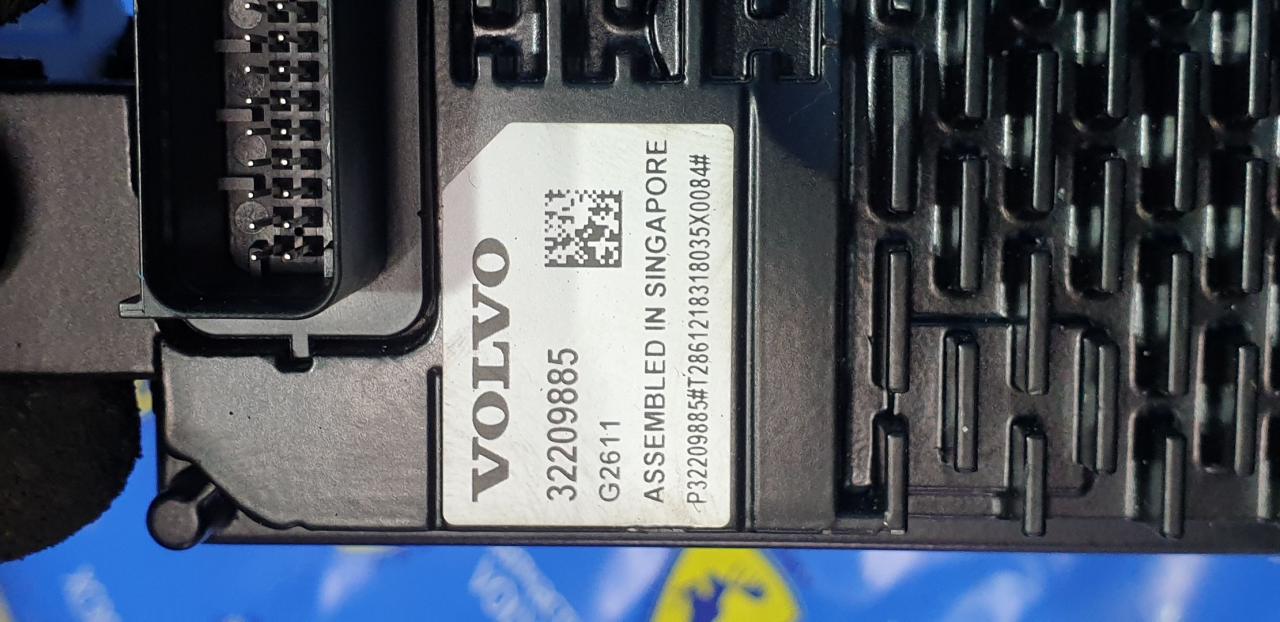 VOLVO
32209885
G2611
ASSEMBLED IN SINGAPORE
P32209885#T2861218318035X0084#